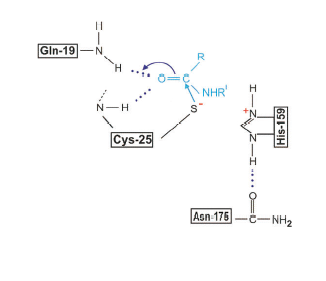 H
Gln-19 N
R
H
O C
NHR'
H
N H
S -
+ N
Cys-25
His-159
N
H
O
Asn-175 C NH2